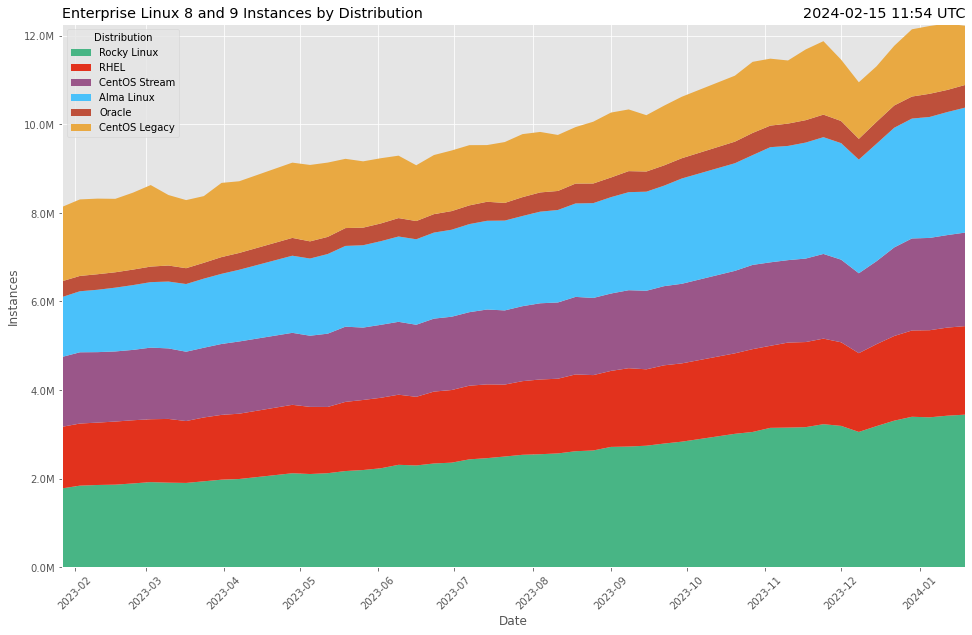 Enterprise Linux 8 and 9 Instances by Distribution
2024-02-15 11:54 UTC
Distribution
Rocky Linux
RHEL
CentOS Stream
Alma Linux
Oracle
CentOS Legacy
12.0M
10.0M
8.0M
6.0M
4.0M
2.0M
0.0M
Instances
2023-02
2023-03
2023-04
2023-05
2023-06
2023-07
2023-08
2023-09
2023-10
2023-11
2023-12
2024-01
Date